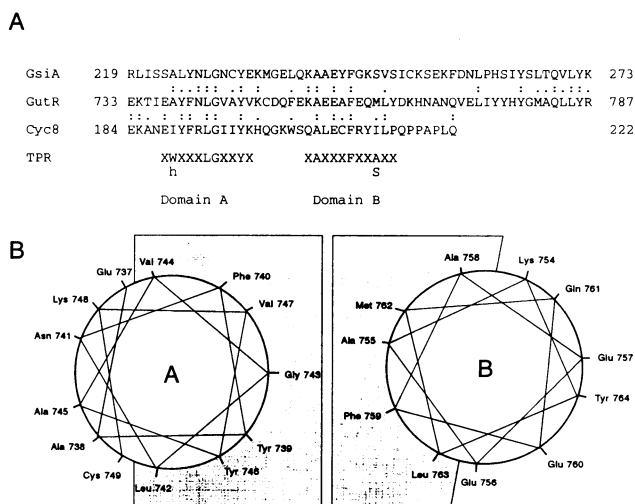 A
GsiA 219 RLISSALYNLGNCYEKMGELQKAAEYFGKSVSICKSEKFDNLPHSIYSLTQVLYK 273
GutR 733 EKTIEAYFNLGVAYVKCDQFEKAEEAFEQMLYDKHNANQVELIYYHYGMAQLLYR 787
Cyc8 184 EKANEIYFRLGIIYKHQGKWSQALECFRYILPQPPAPLQ 222
TPR XWXXXLGXXYX XAXXXFXXAXX
h S
Domain A Domain B
B
Val 744
Glu 737
Phe 740
Lys 748
Val 747
Asn 741
A
Gly 743
Ala 745
Ala 738
Tyr 739
Cys 749
Tyr 746
Leu 742
Ala 758
Lys 754
Gln 761
Met 762
Ala 755
B
Glu 757
Tyr 764
Phe 759
Glu 760
Leu 763
Glu 756